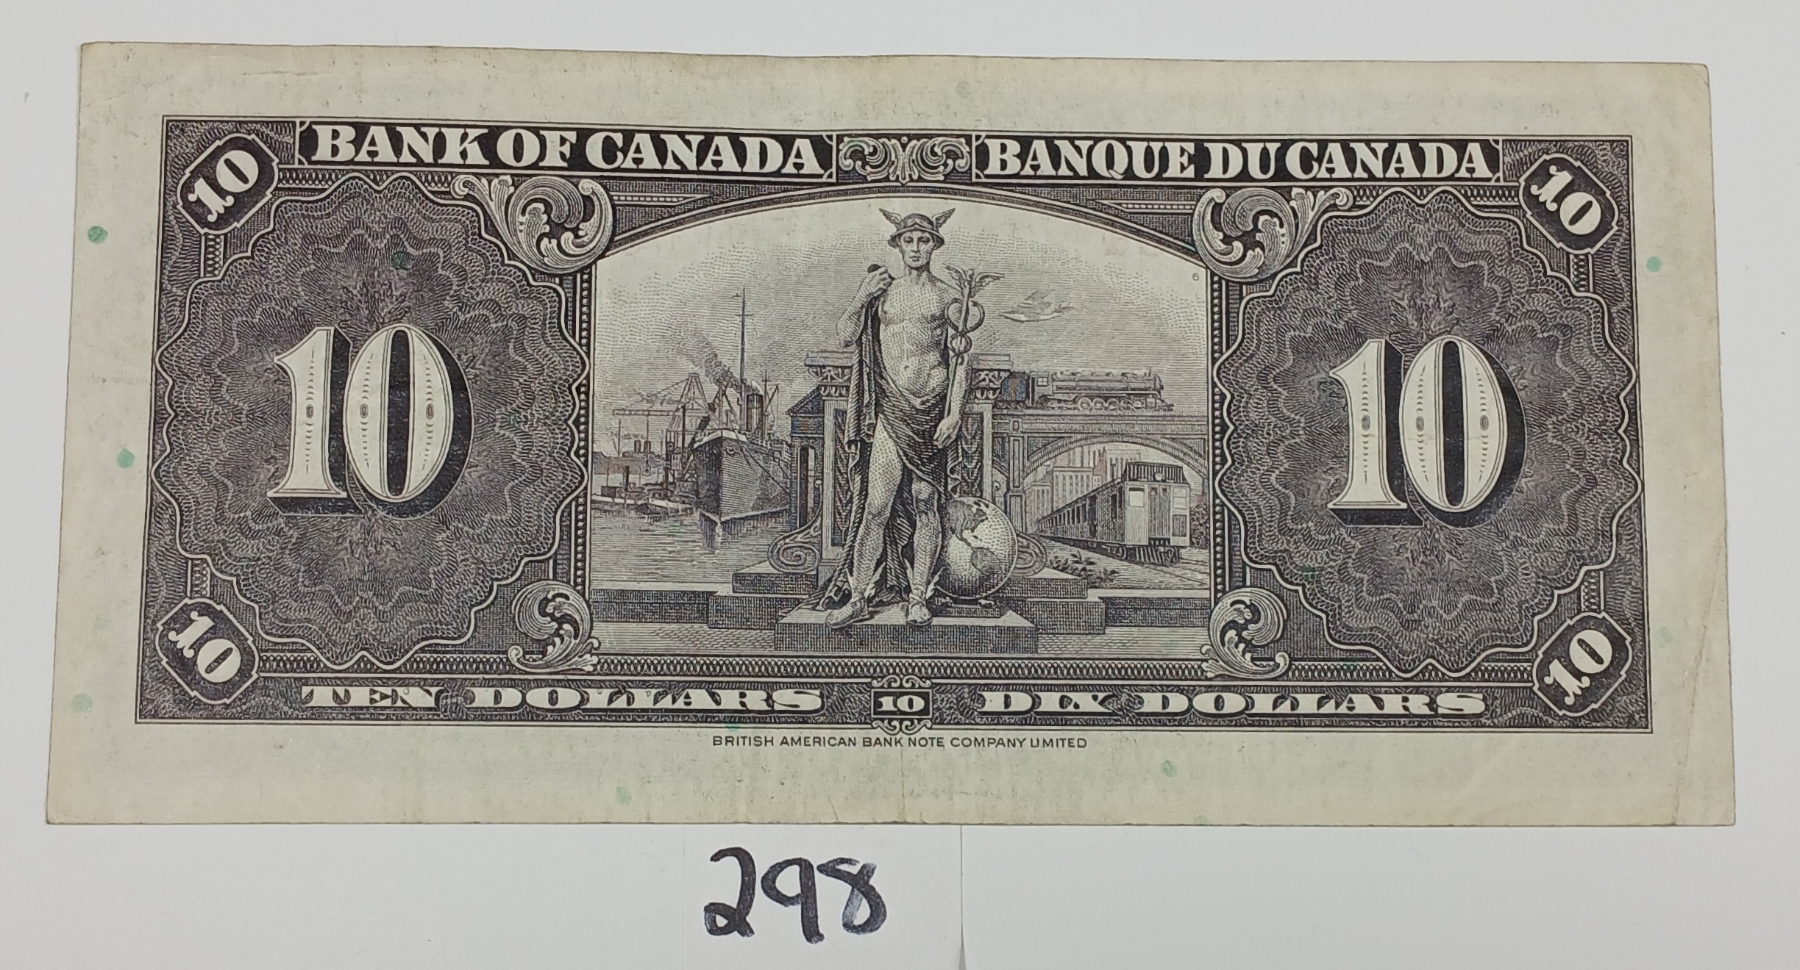 BANK OF CANADA BANQUE DU CANADA
10 10
6
10 10
10 10
TEN DOLLARS 10 DIX DOLLARS
BRITISH AMERICAN BANK NOTE COMPANY LIMITED
298